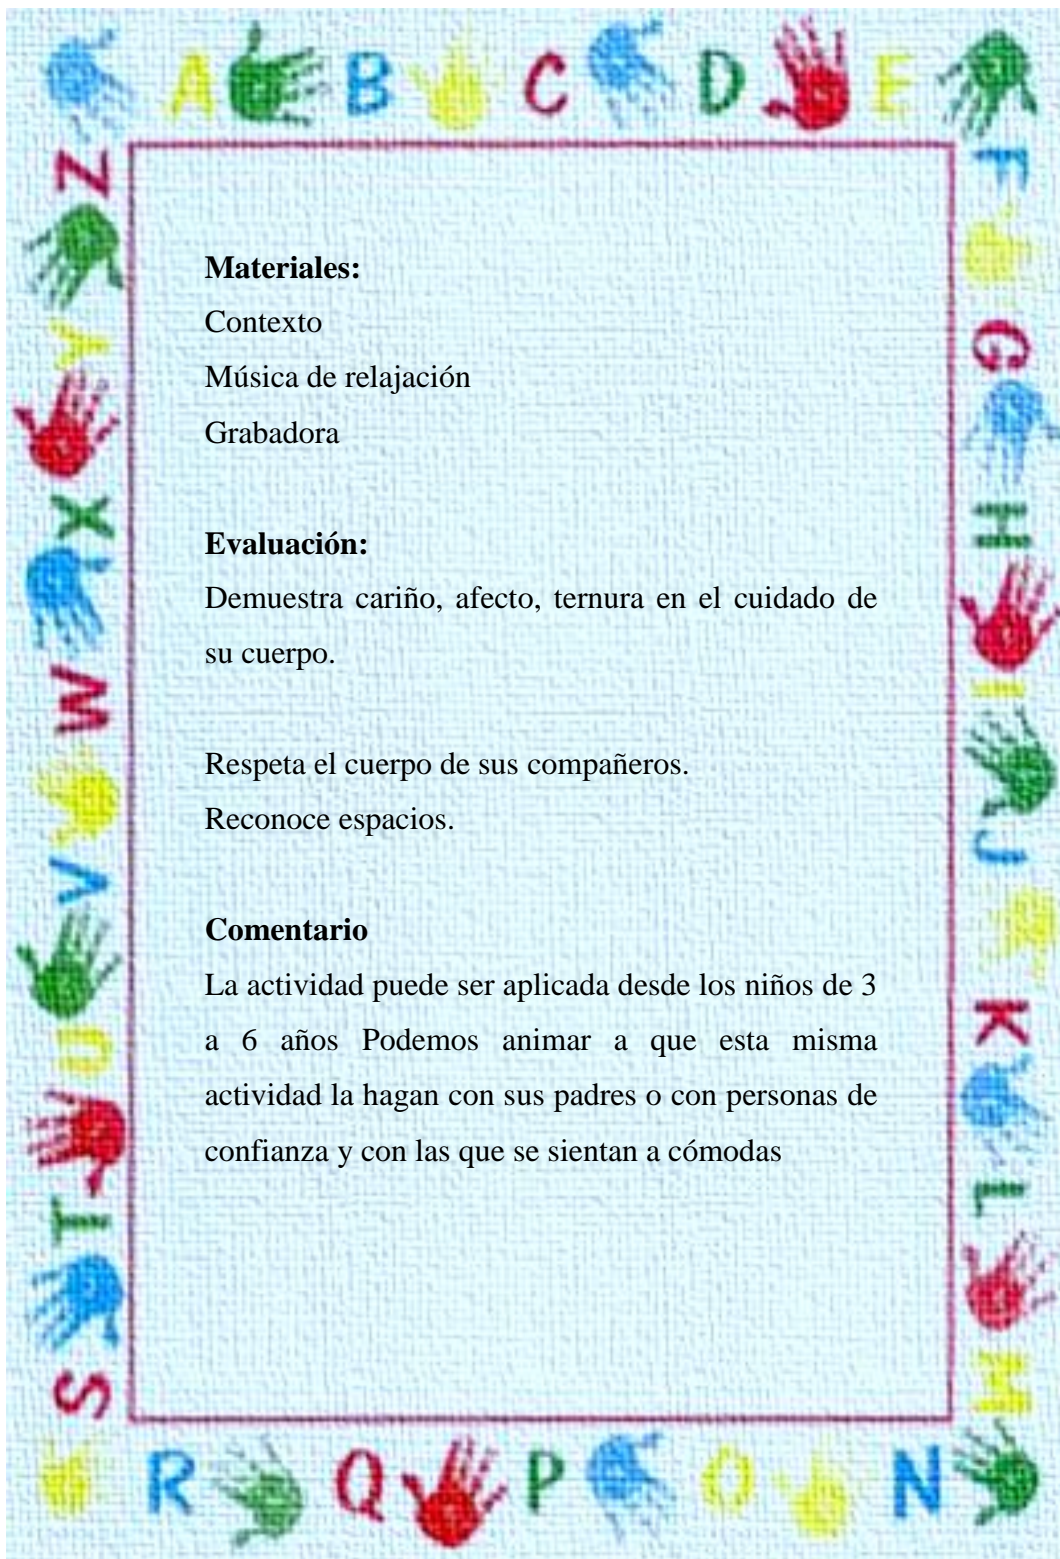 A B C D E
F
G
H
I
J
K
L
M
N
O
P
Q
R
S
T
U
V
W
X
Y
Z
Materiales:
Contexto
Música de relajación
Grabadora
Evaluación:
Demuestra cariño, afecto, ternura en el cuidado de
su cuerpo.
Respeta el cuerpo de sus compañeros.
Reconoce espacios.
Comentario
La actividad puede ser aplicada desde los niños de 3
a 6 años Podemos animar a que esta misma
actividad la hagan con sus padres o con personas de
confianza y con las que se sientan a cómodas